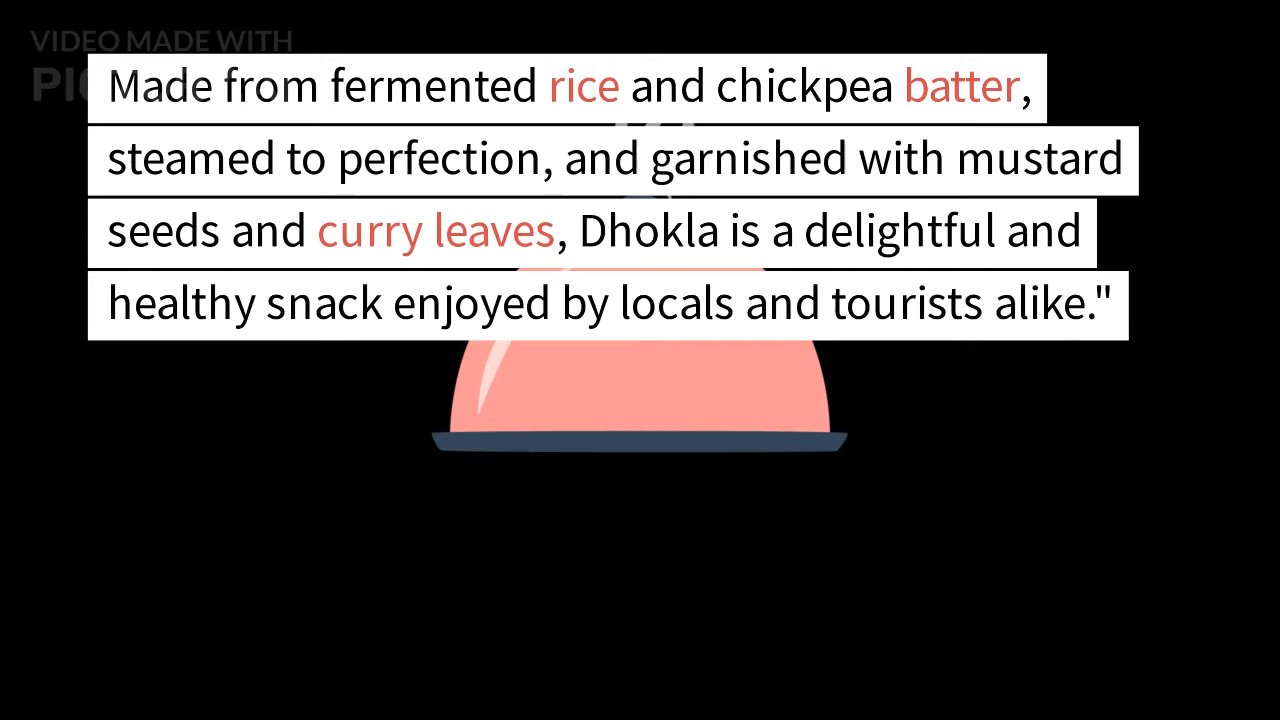 VIDEO MADE WITH
Made from fermented rice and chickpea batter,
steamed to perfection, and garnished with mustard
seeds and curry leaves, Dhokla is a delightful and
healthy snack enjoyed by locals and tourists alike."